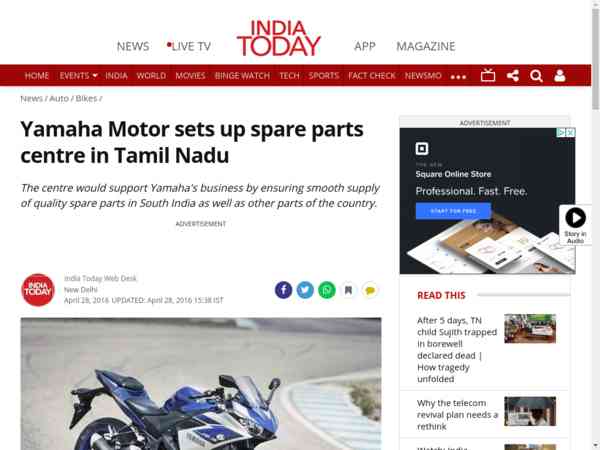 INDIA
TODAY
NEWS
LIVE TV
APP
MAGAZINE
HOME EVENTS INDIA WORLD MOVIES BINGE WATCH TECH SPORTS FACT CHECK NEWSMO
News / Auto / Bikes /
Yamaha Motor sets up spare parts
centre in Tamil Nadu
The centre would support Yamaha's business by ensuring smooth supply
of quality spare parts in South India as well as other parts of the country.
ADVERTISEMENT
INDIA
TODAY
India Today Web Desk
New Delhi
April 28, 2016 UPDATED: April 28, 2016 15:38 IST
YAMAHA
ADVERTISEMENT
THE NEW
Square Online Store
Professional. Fast. Free.
START FOR FREE
Story in
Audio
READ THIS
After 5 days, TN
child Sujith trapped
in borewell
declared dead |
How tragedy
unfolded
Why the telecom
revival plan needs a
rethink